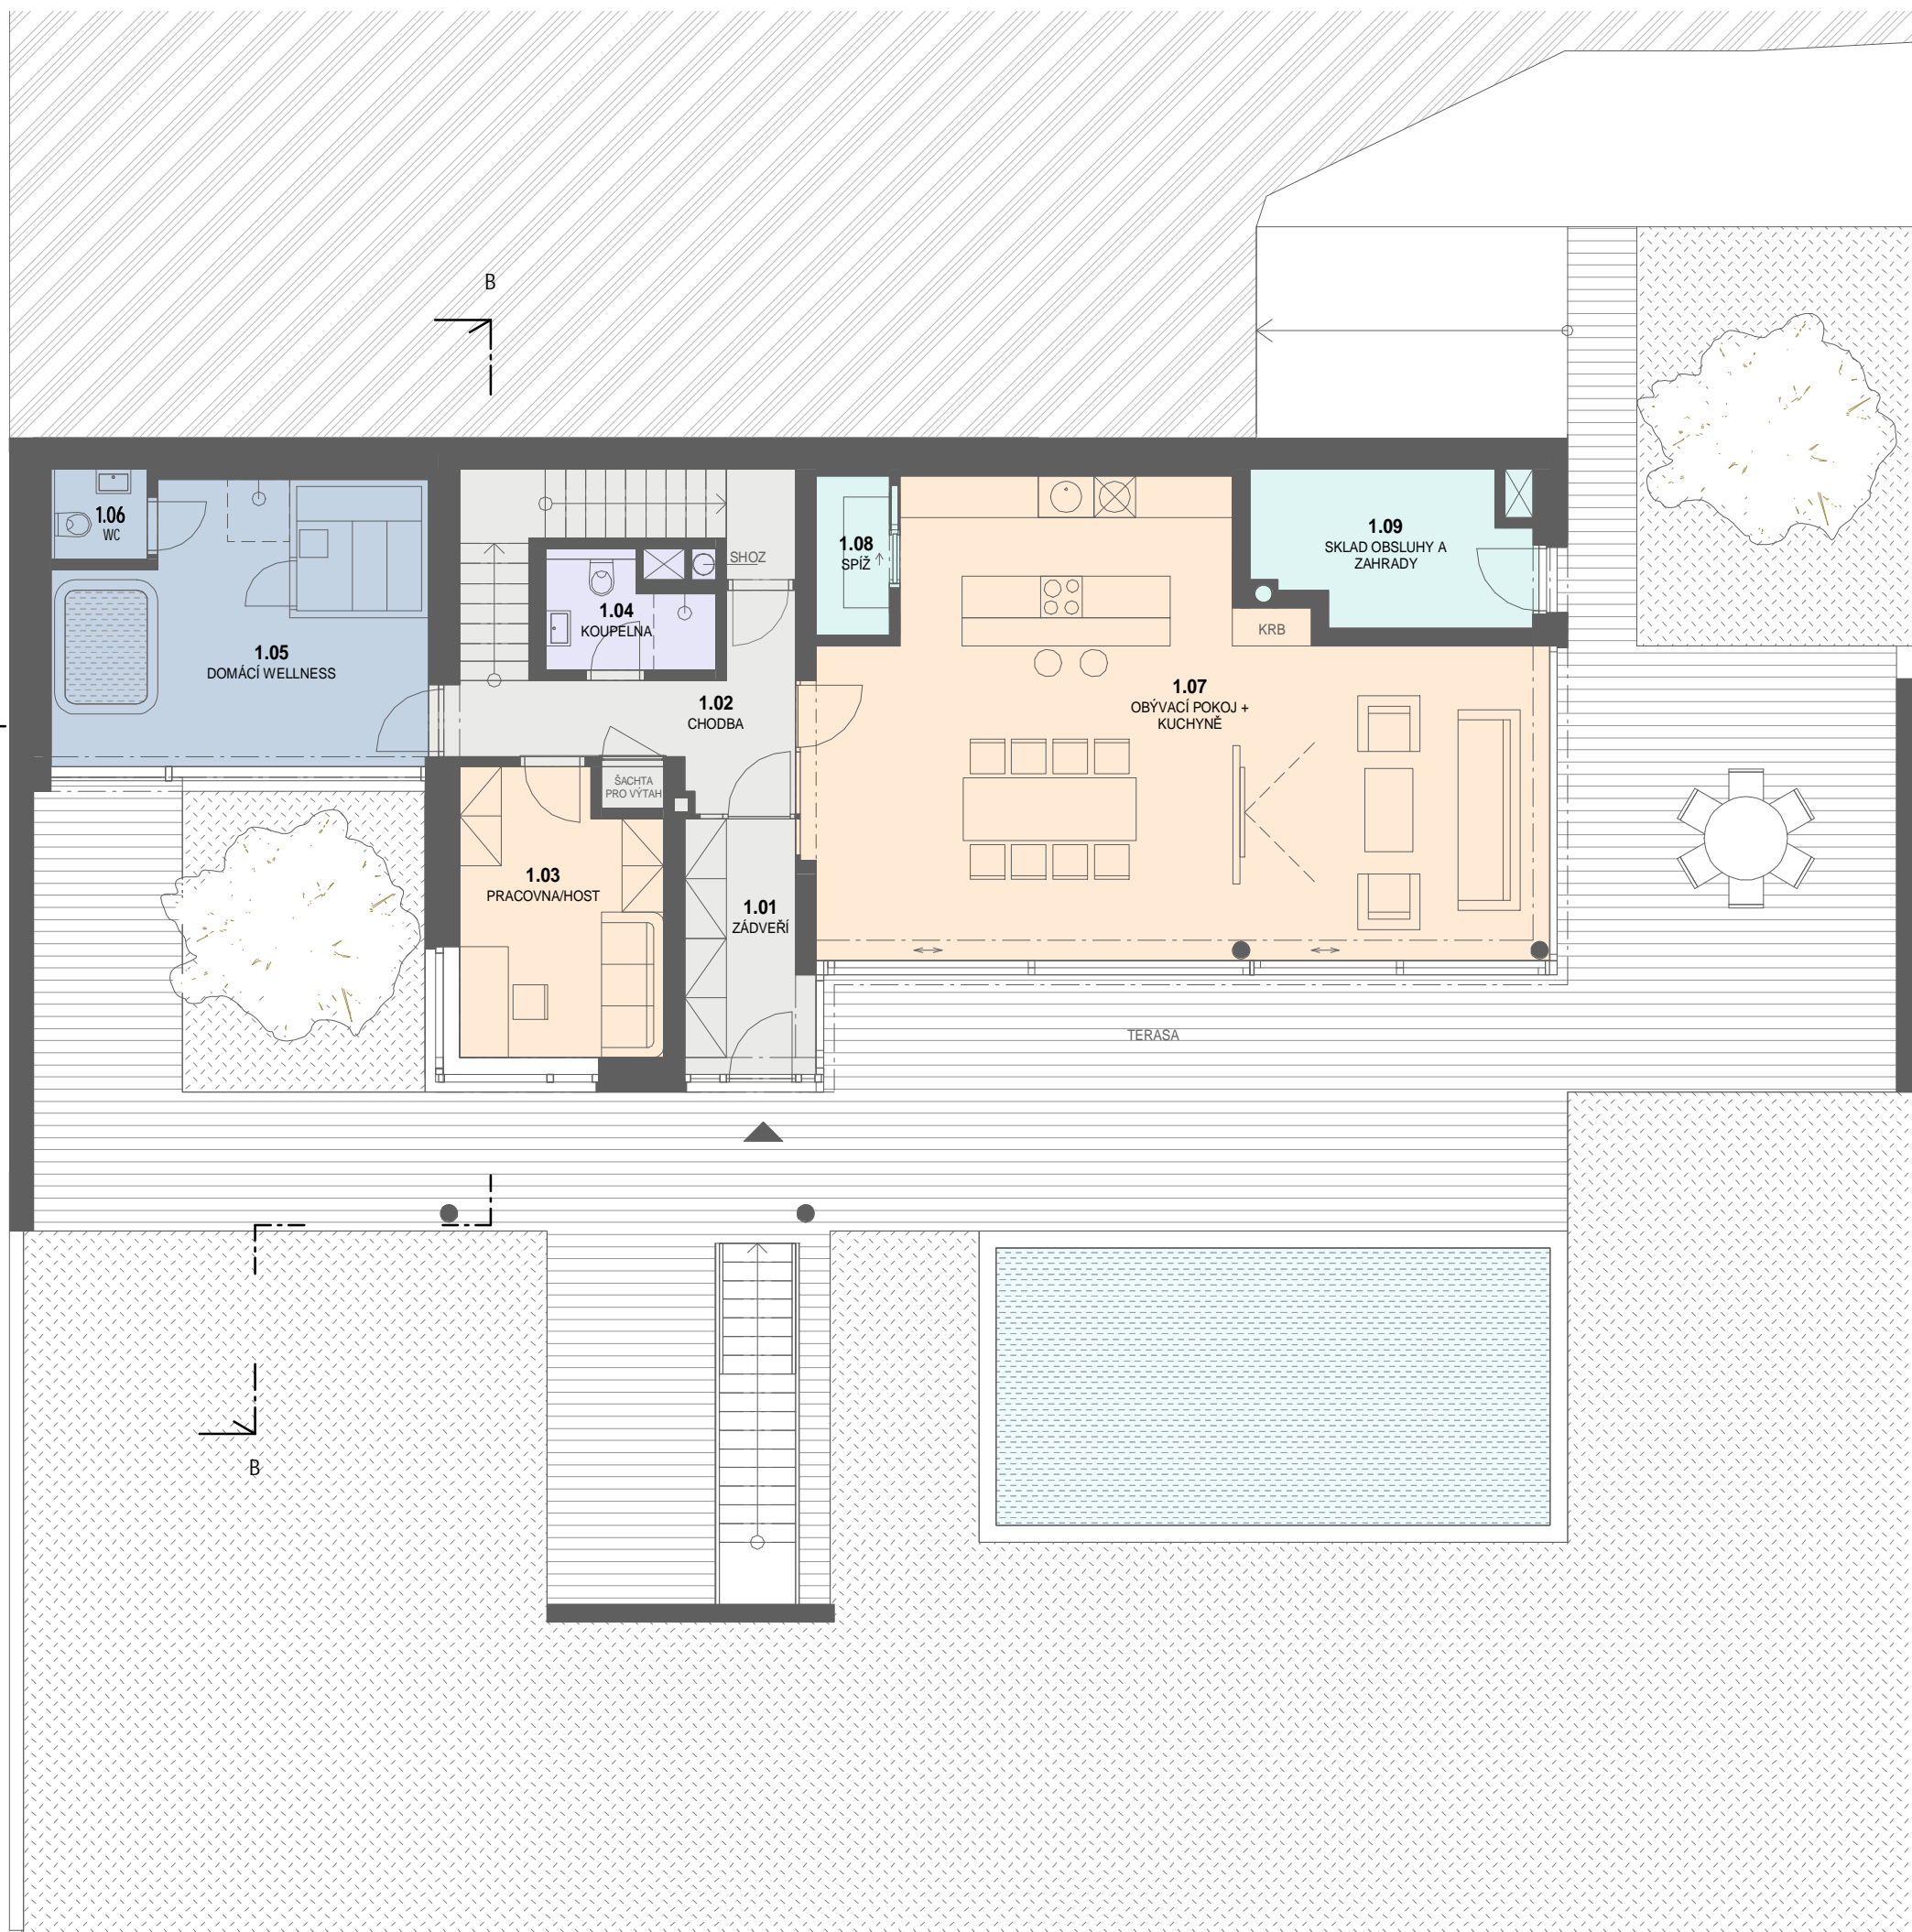 B
1.06
WC
1.08
SPÍŽ
1.09
SKLAD OBSLUHY A
ZAHRADY
SHOZ
1.04
KOUPELNA
KRB
1.05
DOMÁCÍ WELLNESS
1.02
CHODBA
1.07
OBÝVACÍ POKOJ +
KUCHYNĚ
ŠACHTA
PRO VÝTAH
1.03
PRACOVNA/HOST
1.01
ZÁDVEŘÍ
TERASA
B